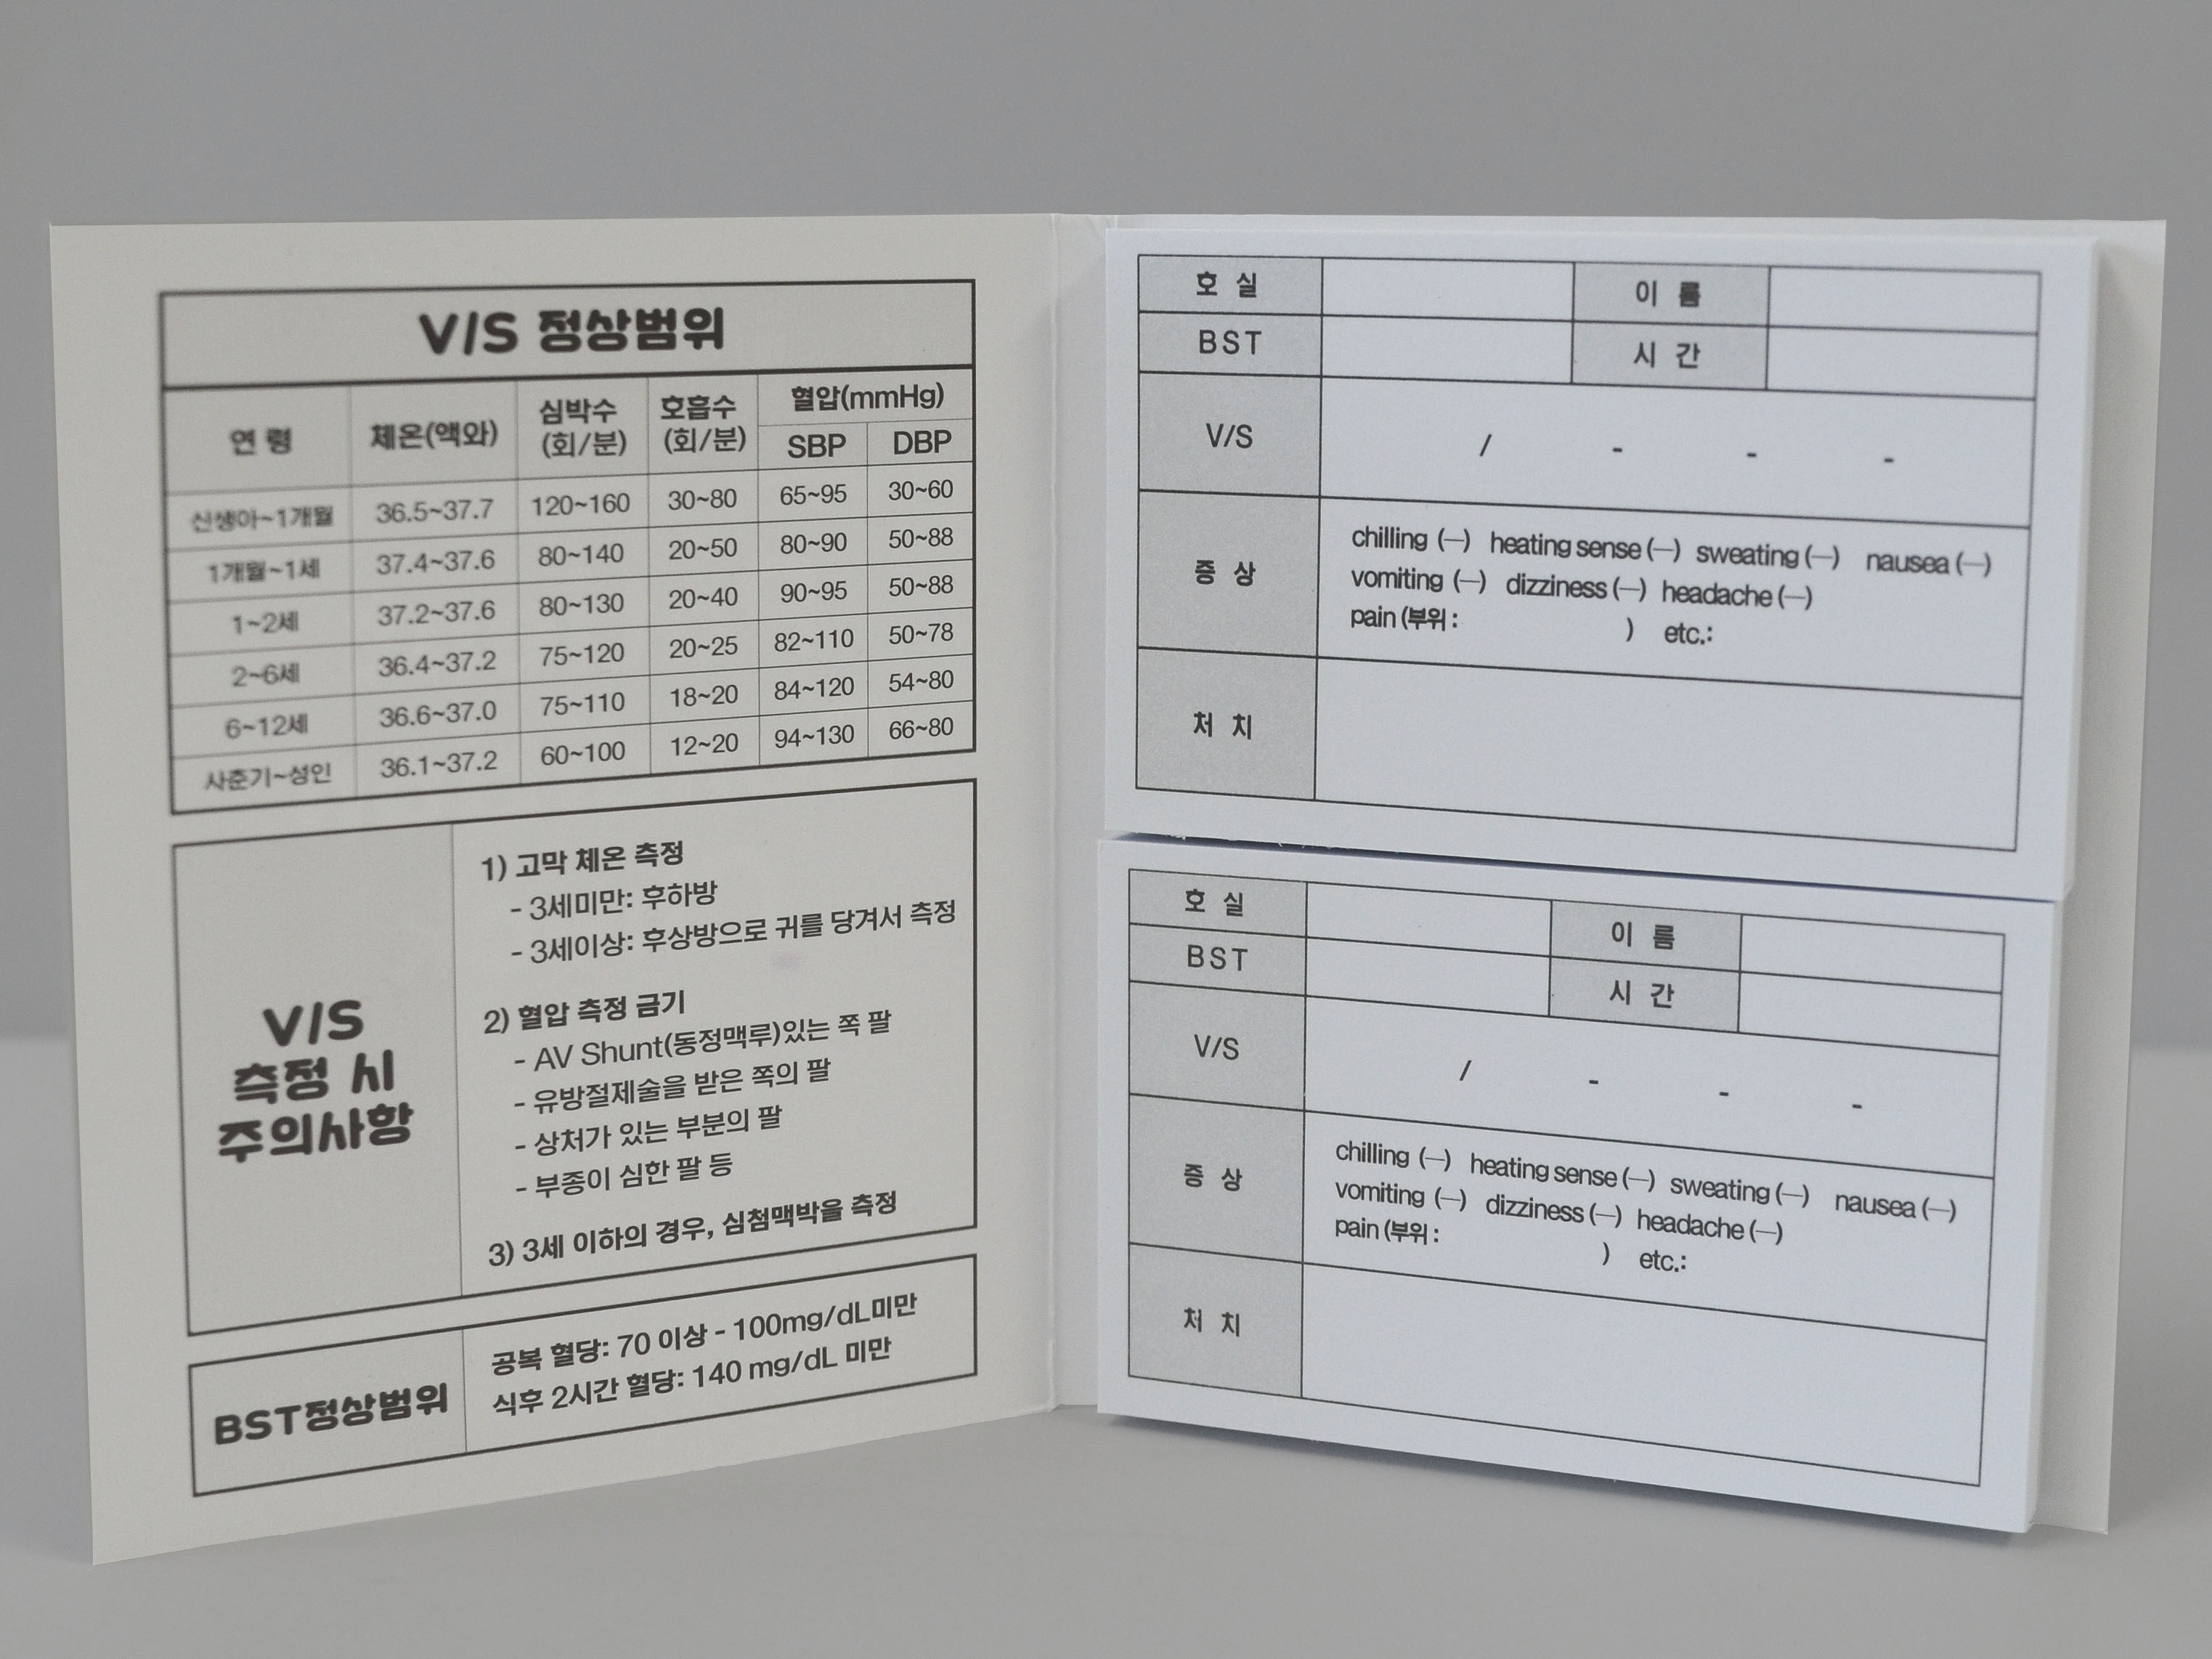 V/S 정상범위
연 령 체온(액와) 심박수 (회/분) 호흡수 (회/분) 혈압(mmHg)
SBP DBP
신생아~1개월 36.5~37.7 120~160 30~80 65~95 30~60
1개월~1세 37.4~37.6 80~140 20~50 80~90 50~88
1~2세 37.2~37.6 80~130 20~40 90~95 50~88
2~6세 36.4~37.2 75~120 20~25 82~110 50~78
6~12세 36.6~37.0 75~110 18~20 84~120 54~80
사춘기~성인 36.1~37.2 60~100 12~20 94~130 66~80
V/S
측정 시
주의사항
1) 고막 체온 측정
- 3세미만: 후하방
- 3세이상: 후상방으로 귀를 당겨서 측정
2) 혈압 측정 금기
- AV Shunt(동정맥루)있는 쪽 팔
- 유방절제술을 받은 쪽의 팔
- 상처가 있는 부분의 팔
- 부종이 심한 팔 등
3) 3세 이하의 경우, 심첨맥박을 측정
BST정상범위
공복 혈당: 70 이상 - 100mg/dL미만
식후 2시간 혈당: 140 mg/dL 미만
호 실 이 름
BST 시 간
V/S / - - -
증 상
chilling (—) heating sense (—) sweating (—) nausea (—)
vomiting (—) dizziness (—) headache (—)
pain (부위 : ) etc.:
처 치
호 실 이 름
BST 시 간
V/S / - - -
증 상
chilling (—) heating sense (—) sweating (—) nausea (—)
vomiting (—) dizziness (—) headache (—)
pain (부위 : ) etc.:
처 치